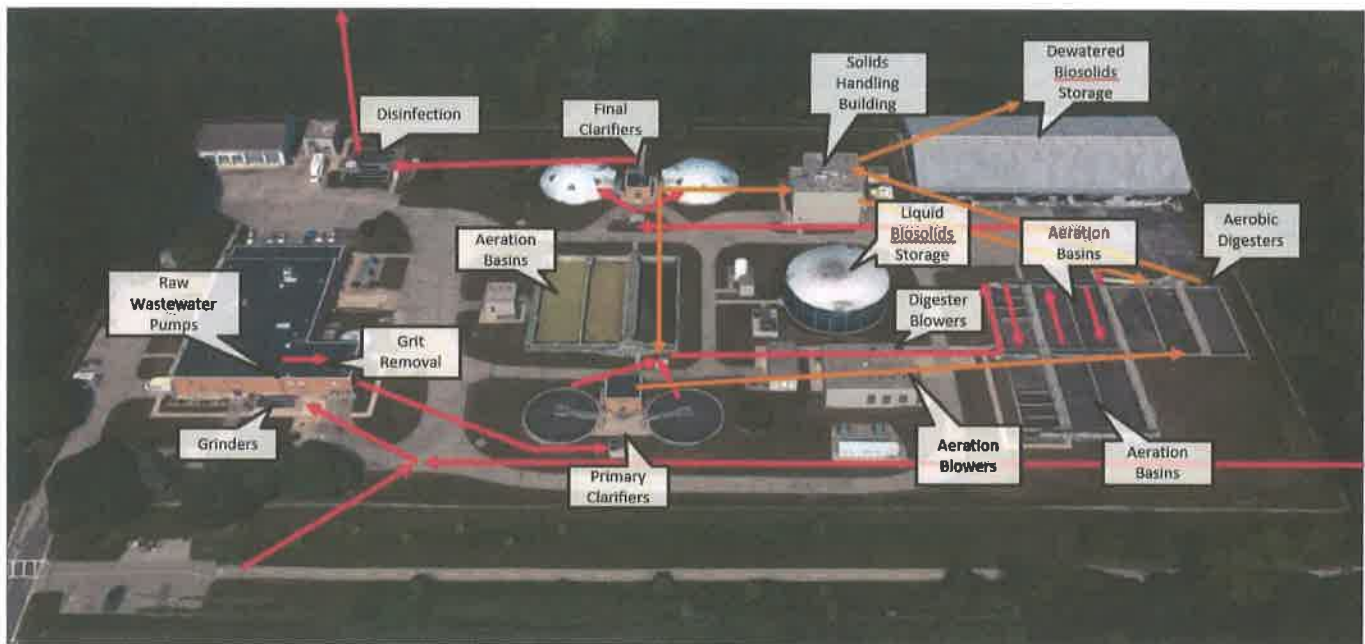 Disinfection
Final
Clarifiers
Solids
Handling
Building
Dewatered
Biosolids
Storage
Aeration
Basins
Liquid
Biosolids
Storage
Aeration
Basins
Aerobic
Digesters
Raw
Wastewater
Pumps
Grit
Removal
Digester
Blowers
Grinders
Primary
Clarifiers
Aeration
Blowers
Aeration
Basins